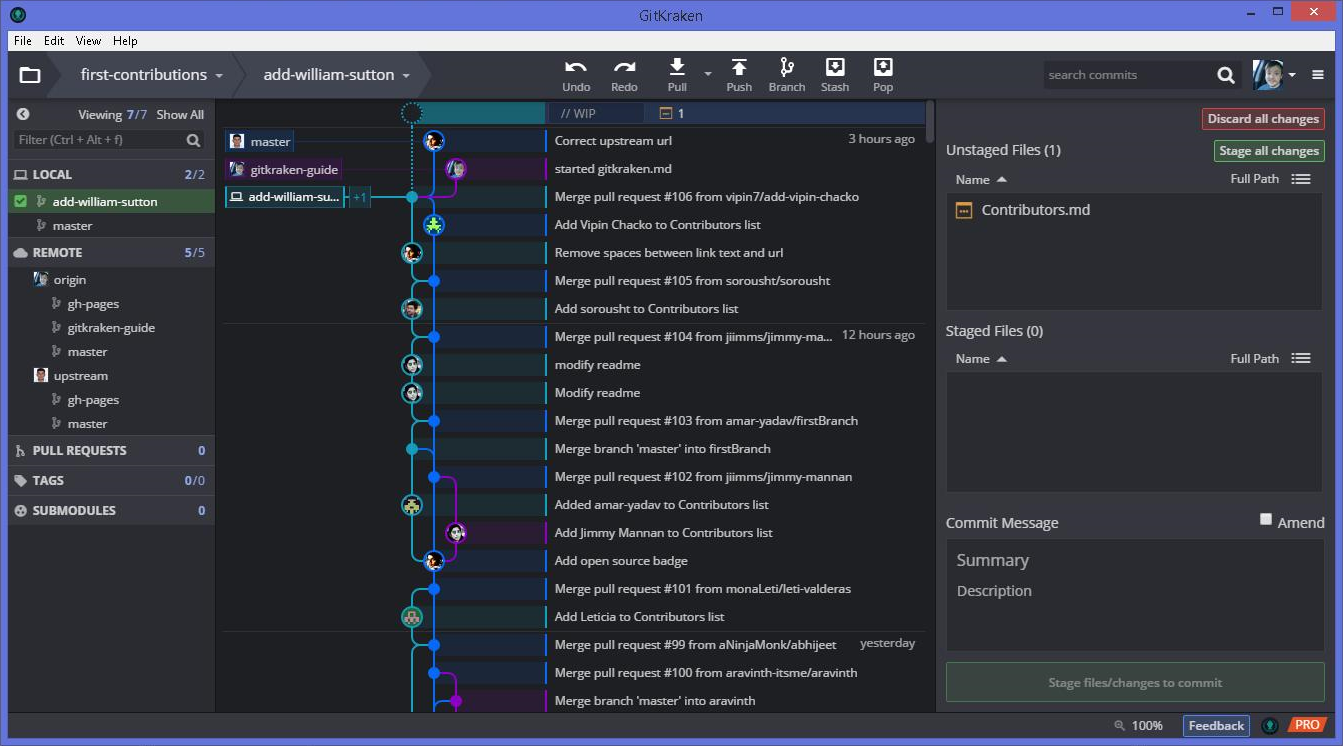 GitKraken
File Edit View Help
first-contributions
add-william-sutton
Undo Redo Pull Push Branch Stash Pop
search commits
Viewing 7/7 Show All
Filter (Ctrl + Alt + f)
LOCAL 2/2
add-william-sutton
master
REMOTE 5/5
origin
gh-pages
gitkraken-guide
master
upstream
gh-pages
master
PULL REQUESTS 0
TAGS 0/0
SUBMODULES 0
// WIP 1
master Correct upstream url 3 hours ago
gitkraken-guide started gitkraken.md
add-william-su... +1 Merge pull request #106 from vipin7/add-vipin-chacko
Add Vipin Chacko to Contributors list
Remove spaces between link text and url
Merge pull request #105 from sorousht/sorousht
Add sorousht to Contributors list
Merge pull request #104 from jiimms/jimmy-ma... 12 hours ago
modify readme
Modify readme
Merge pull request #103 from amar-yadav/firstBranch
Merge branch 'master' into firstBranch
Merge pull request #102 from jiimms/jimmy-mannan
Added amar-yadav to Contributors list
Add Jimmy Mannan to Contributors list
Add open source badge
Merge pull request #101 from monaLeti/leti-valderas
Add Leticia to Contributors list
Merge pull request #99 from aNinjaMonk/abhijeet yesterday
Merge pull request #100 from aravinth-itsme/aravinth
Merge branch 'master' into aravinth
Discard all changes
Unstaged Files (1) Stage all changes
Name Full Path
Contributors.md
Staged Files (0)
Name Full Path
Commit Message Amend
Summary
Description
Stage files/changes to commit
100% Feedback PRO